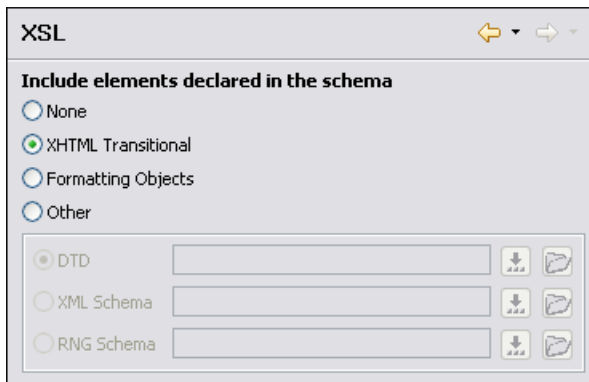 XSL
Include elements declared in the schema
None
XHTML Transitional
Formatting Objects
Other
DTD
XML Schema
RNG Schema